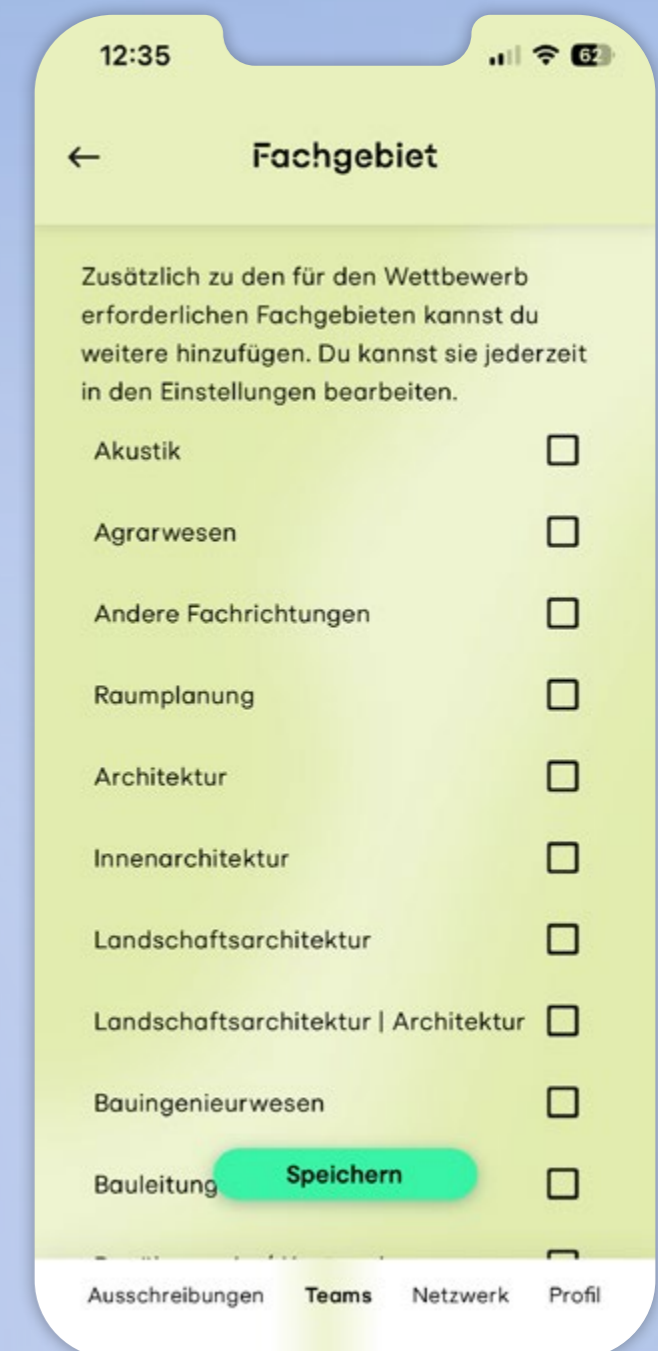 12:35
62
Fachgebiet
Zusätzlich zu den für den Wettbewerb
erforderlichen Fachgebieten kannst du
weitere hinzufügen. Du kannst sie jederzeit
in den Einstellungen bearbeiten.
Akustik
Agrarwesen
Andere Fachrichtungen
Raumplanung
Architektur
Innenarchitektur
Landschaftsarchitektur
Landschaftsarchitektur | Architektur
Bauingenieurwesen
Bauleitung
Speichern
Ausschreibungen Teams Netzwerk Profil